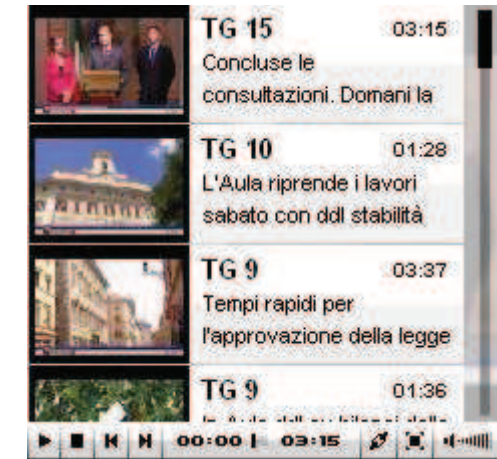 TG 15 03:15
Concluse le
consultazioni. Domani la
TG 10 01:28
L'Aula riprende i lavori
sabato con ddl stabilità
TG 9 03:37
Tempi rapidi per
l'approvazione della legge
TG 9 01:36
00:00 | 03:15